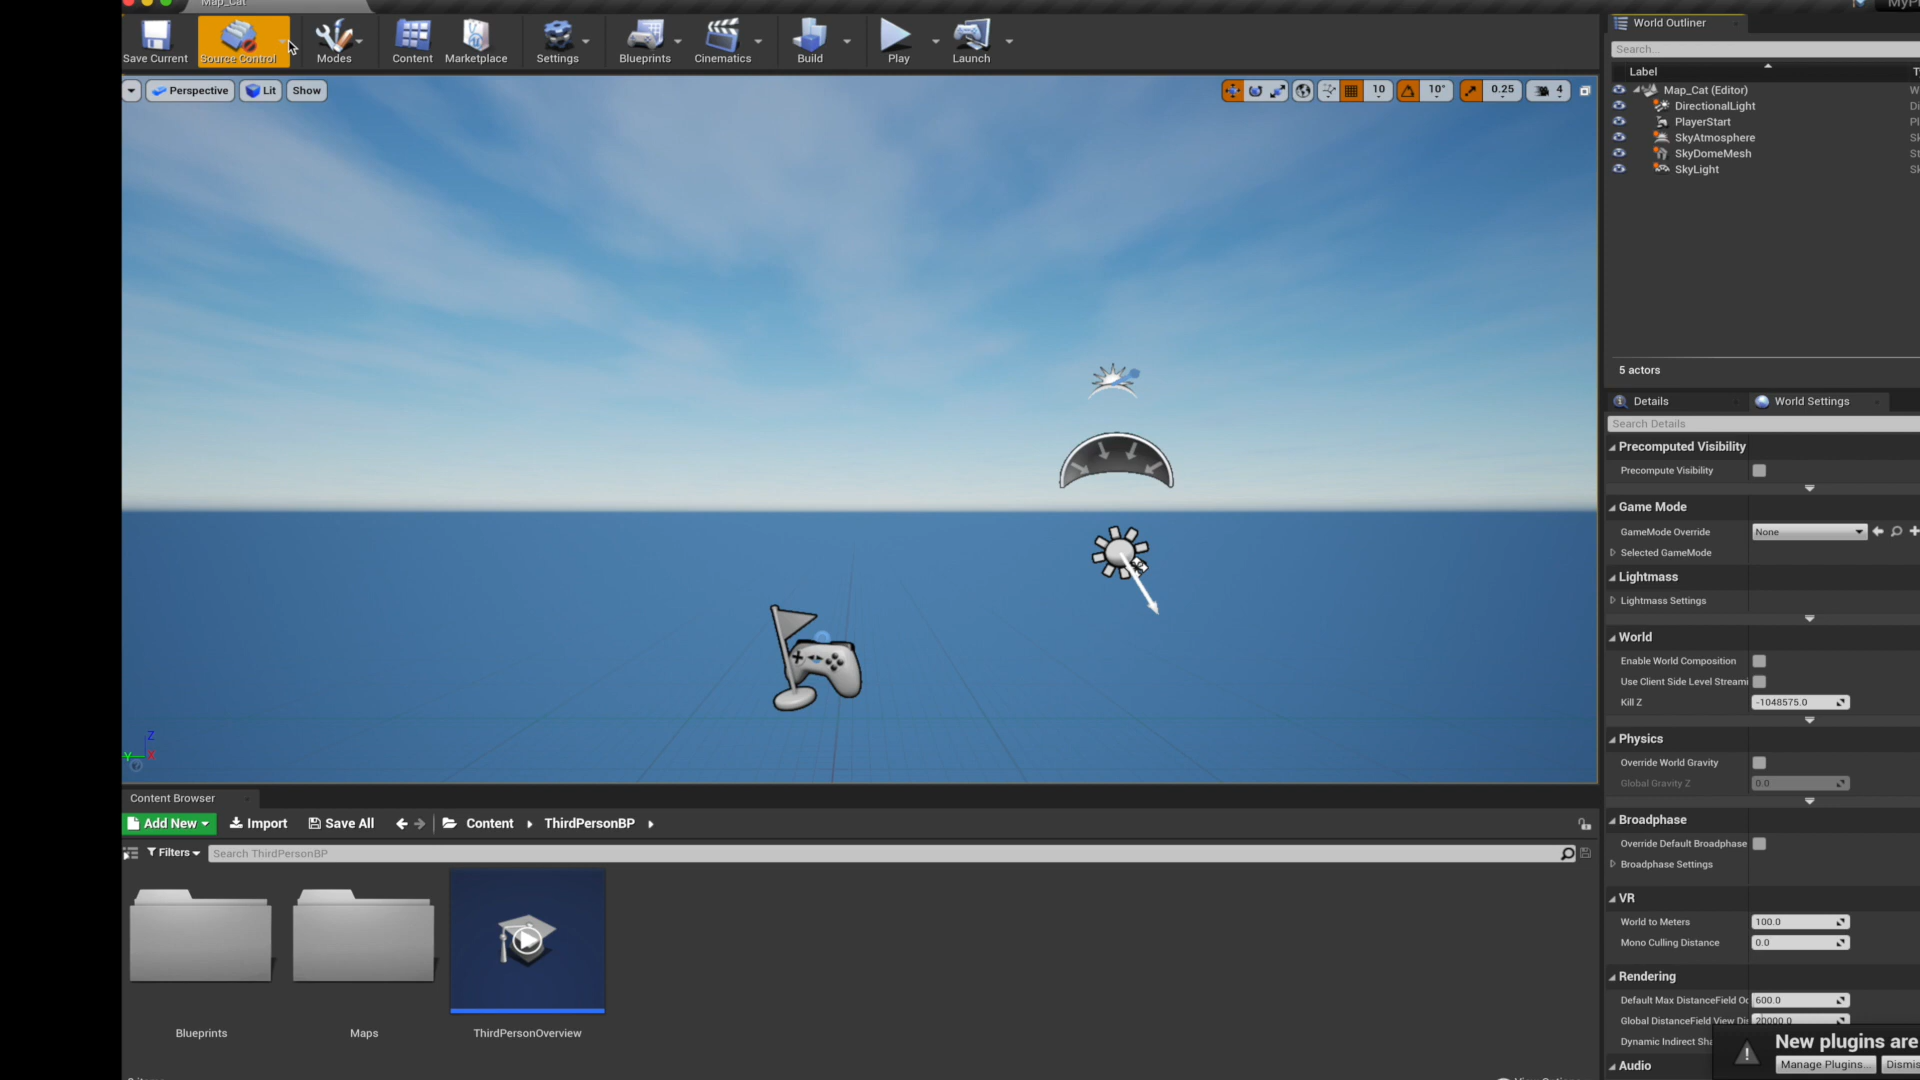 Map_Cat
Save Current
Source Control
Modes
Content
Marketplace
Settings
Blueprints
Cinematics
Build
Play
Launch
Perspective
Lit
Show
10
10°
0.25
4
World Outliner
Search...
Label
Map_Cat (Editor)
DirectionalLight
PlayerStart
SkyAtmosphere
SkyDomeMesh
SkyLight
5 actors
Details
World Settings
Search Details
Precomputed Visibility
Precompute Visibility
Game Mode
GameMode Override
None
Selected GameMode
Lightmass
Lightmass Settings
World
Enable World Composition
Use Client Side Level Streami
Kill Z
-1048575.0
Physics
Override World Gravity
Global Gravity Z
0.0
Broadphase
Override Default Broadphase
Broadphase Settings
VR
World to Meters
100.0
Mono Culling Distance
0.0
Rendering
Default Max DistanceField Oc
600.0
Global DistanceField View Dis
20000.0
Dynamic Indirect Sha
Audio
New plugins are
Manage Plugins...
Dismis
Z
Y
X
Content Browser
Add New
Import
Save All
Content
ThirdPersonBP
Filters
Search ThirdPersonBP
Blueprints
Maps
ThirdPersonOverview